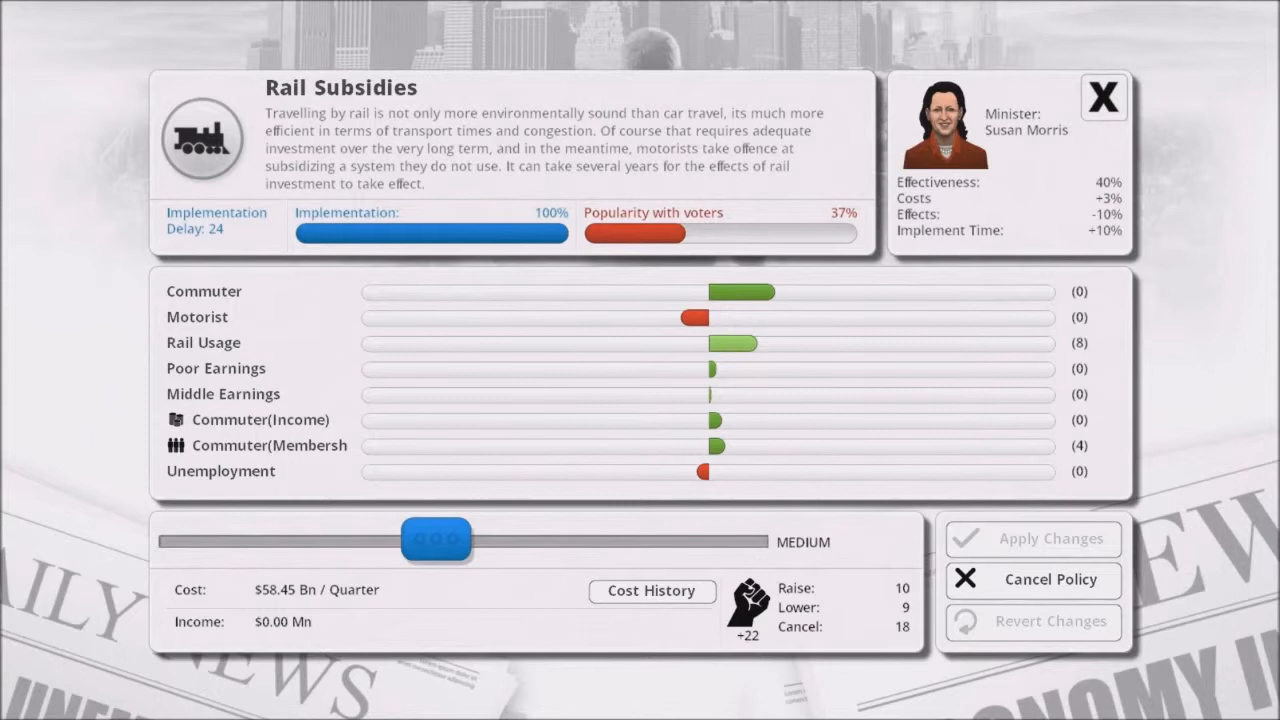 Rail Subsidies
Travelling by rail is not only more environmentally sound than car travel, its much more
efficient in terms of transport times and congestion. Of course that requires adequate
investment over the very long term, and in the meantime, motorists take offence at
subsidizing a system they do not use. It can take several years for the effects of rail
investment to take effect.
Implementation
Delay: 24
Implementation: 100%
Popularity with voters 37%
X
Minister:
Susan Morris
Effectiveness: 40%
Costs +3%
Effects: -10%
Implement Time: +10%
Commuter (0)
Motorist (0)
Rail Usage (8)
Poor Earnings (0)
Middle Earnings (0)
Commuter(Income) (0)
Commuter(Membersh (4)
Unemployment (0)
MEDIUM
Cost: $58.45 Bn / Quarter
Income: $0.00 Mn
Cost History
+22
Raise: 10
Lower: 9
Cancel: 18
Apply Changes
Cancel Policy
Revert Changes
AILY NEWS
NEW
ONOMY I